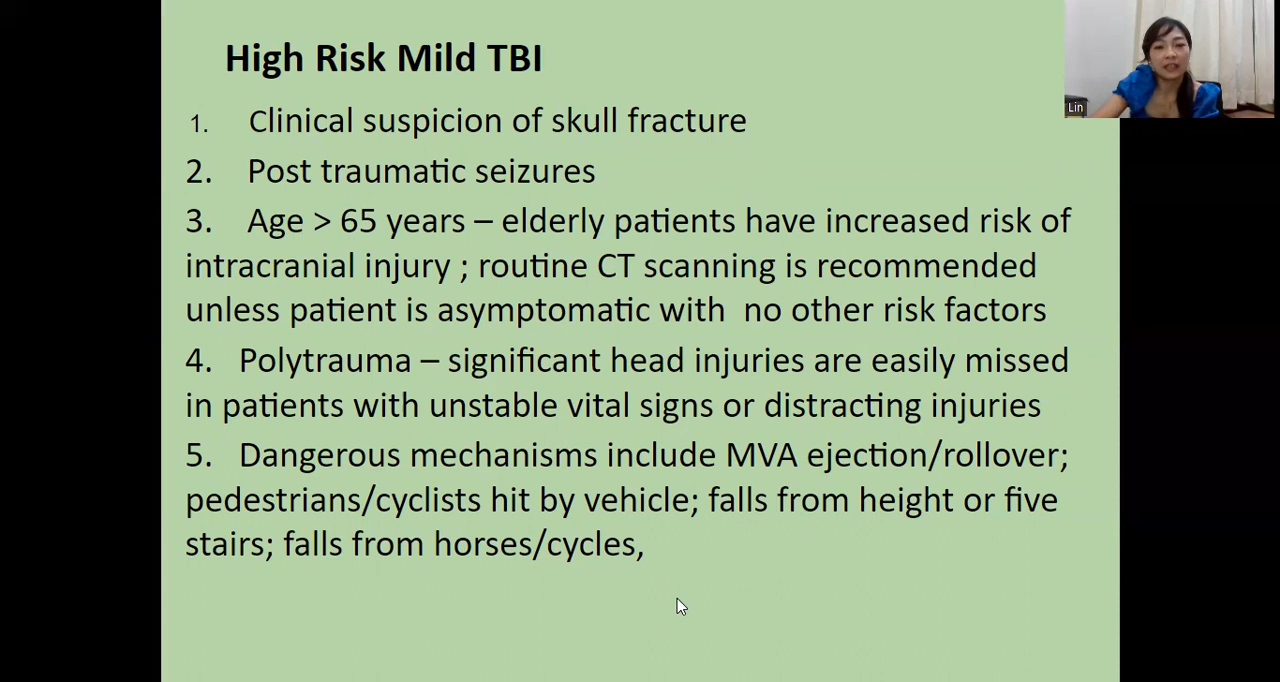 High Risk Mild TBI
Lin
1. Clinical suspicion of skull fracture
2. Post traumatic seizures
3. Age > 65 years – elderly patients have increased risk of
intracranial injury ; routine CT scanning is recommended
unless patient is asymptomatic with no other risk factors
4. Polytrauma – significant head injuries are easily missed
in patients with unstable vital signs or distracting injuries
5. Dangerous mechanisms include MVA ejection/rollover;
pedestrians/cyclists hit by vehicle; falls from height or five
stairs; falls from horses/cycles,